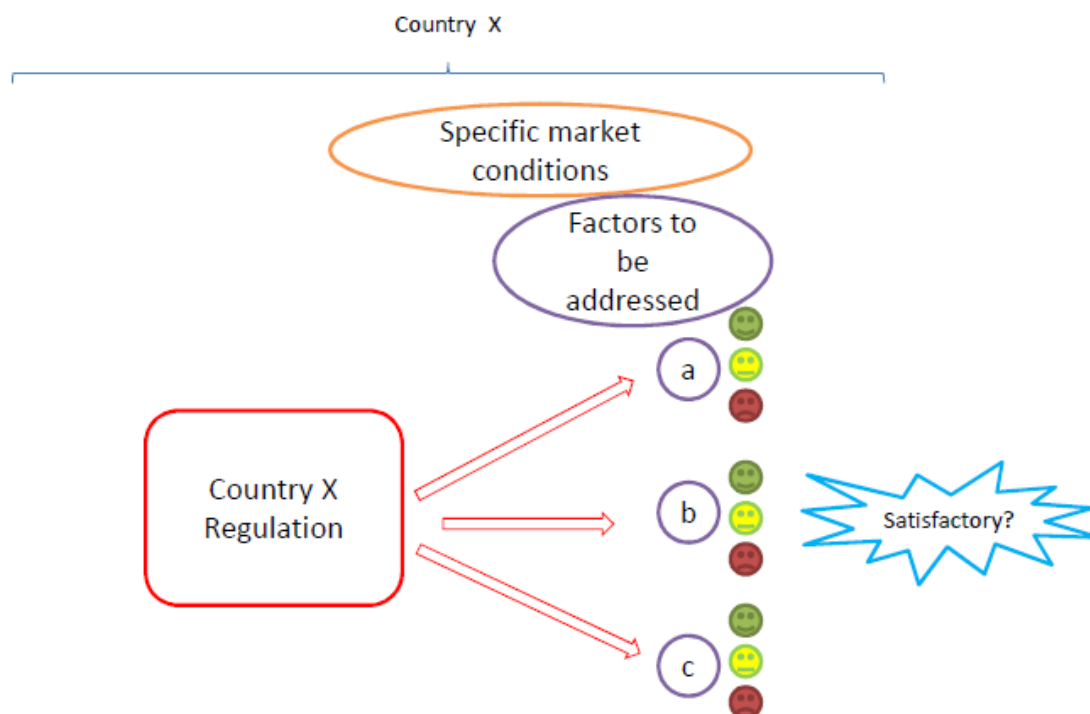 Country X
Specific market
conditions
Factors to
be
addressed
a
Country X
Regulation
b
Satisfactory?
c